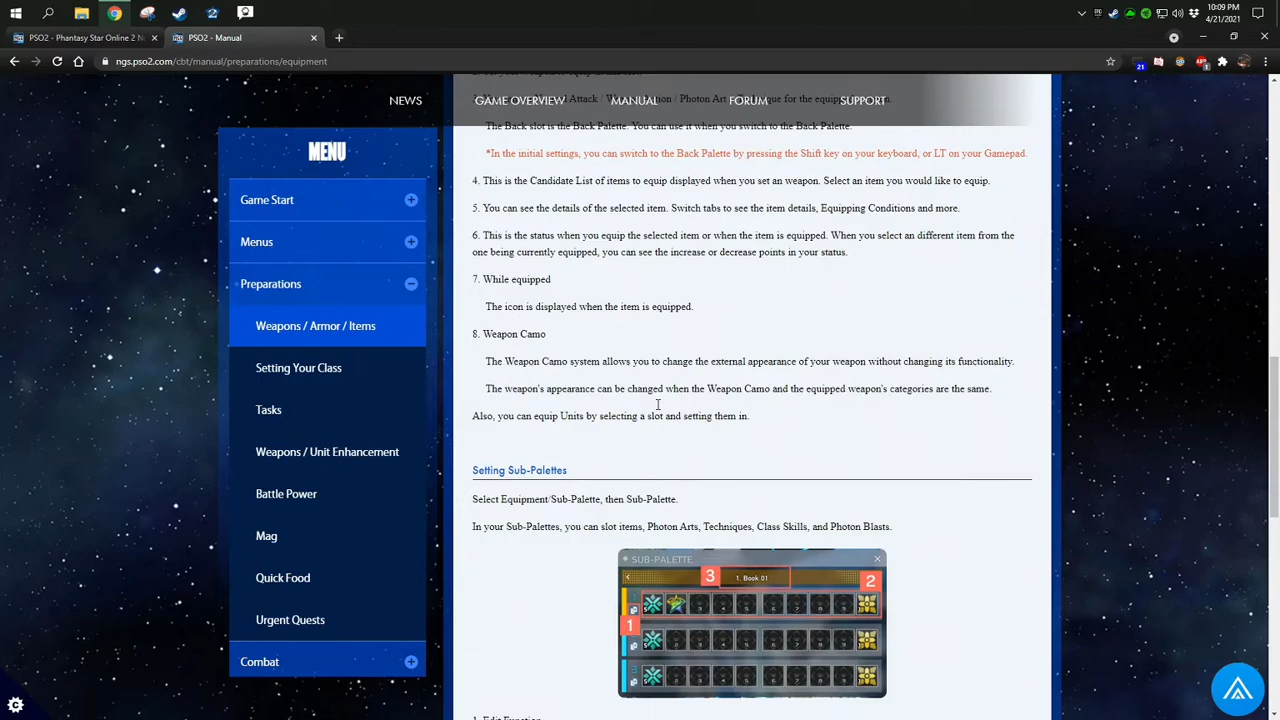 10:09 PM
4/21/2021
PSO2 - Phantasy Star Online 2 N
PSO2 - Manual
ngs.pso2.com/cbt/manual/preparations/equipment
21
1
NEWS
GAME OVERVIEW
MANUAL
FORUM
SUPPORT
MENU
Game Start
Menus
Preparations
Weapons / Armor / Items
Setting Your Class
Tasks
Weapons / Unit Enhancement
Battle Power
Mag
Quick Food
Urgent Quests
Combat
The Back slot is the Back Palette. You can use it when you switch to the Back Palette.
*In the initial settings, you can switch to the Back Palette by pressing the Shift key on your keyboard, or LT on your Gamepad.
4. This is the Candidate List of items to equip displayed when you set an weapon. Select an item you would like to equip.
5. You can see the details of the selected item. Switch tabs to see the item details, Equipping Conditions and more.
6. This is the status when you equip the selected item or when the item is equipped. When you select an different item from the
one being currently equipped, you can see the increase or decrease points in your status.
7. While equipped
The icon is displayed when the item is equipped.
8. Weapon Camo
The Weapon Camo system allows you to change the external appearance of your weapon without changing its functionality.
The weapon's appearance can be changed when the Weapon Camo and the equipped weapon's categories are the same.
Also, you can equip Units by selecting a slot and setting them in.
Setting Sub-Palettes
Select Equipment/Sub-Palette, then Sub-Palette.
In your Sub-Palettes, you can slot items, Photon Arts, Techniques, Class Skills, and Photon Blasts.
SUB-PALETTE
3
1. Book 01
2
1
1. Edit Function